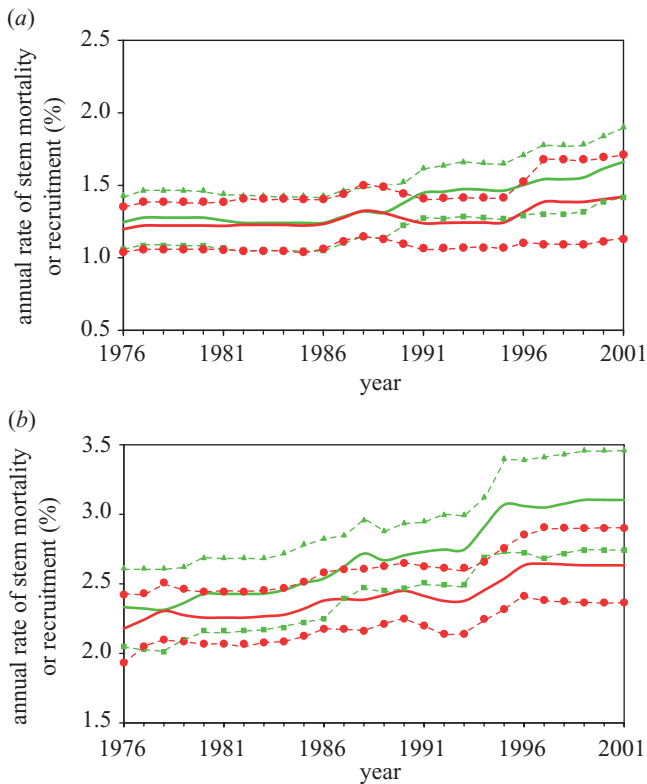 (a)
2.5
2.0
1.5
1.0
0.5
annual rate of stem mortality
or recruitment (%)
1976 1981 1986 1991 1996 2001
year
(b)
3.5
3.0
2.5
2.0
1.5
annual rate of stem mortality
or recruitment (%)
1976 1981 1986 1991 1996 2001
year